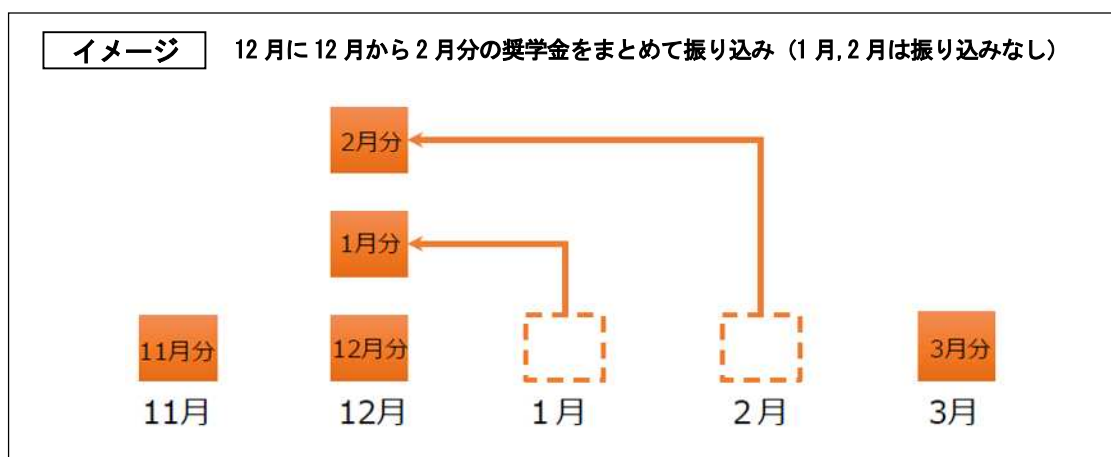 イメージ 12月に12月から2月分の奨学金をまとめて振り込み（1月,2月は振り込みなし）
2月分
1月分
11月分 12月分 3月分
11月 12月 1月 2月 3月